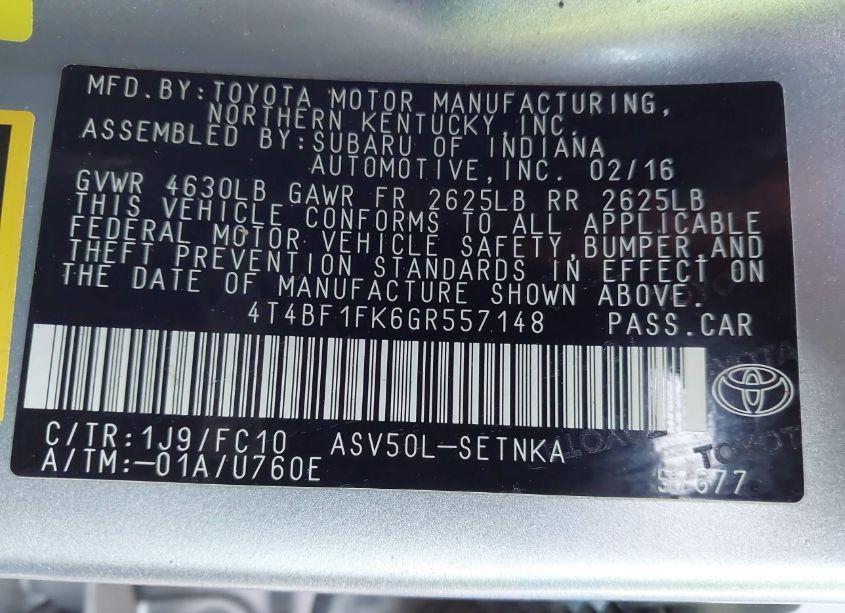 MFD.BY:TOYOTA MOTOR MANUFACTURING,
NORTHERN KENTUCKY,INC.
ASSEMBLED BY:SUBARU OF INDIANA
AUTOMOTIVE,INC. 02/16
GVWR 4630LB GAWR FR 2625LB RR 2625LB
THIS VEHICLE CONFORMS TO ALL APPLICABLE
FEDERAL MOTOR VEHICLE SAFETY,BUMPER,AND
THEFT PREVENTION STANDARDS IN EFFECT ON
THE DATE OF MANUFACTURE SHOWN ABOVE.
4T4BF1FK6GR557148 PASS.CAR
C/TR:1J9/FC10 ASV50L-SETNKA
A/TM:-01A/U760E
TOYOTA